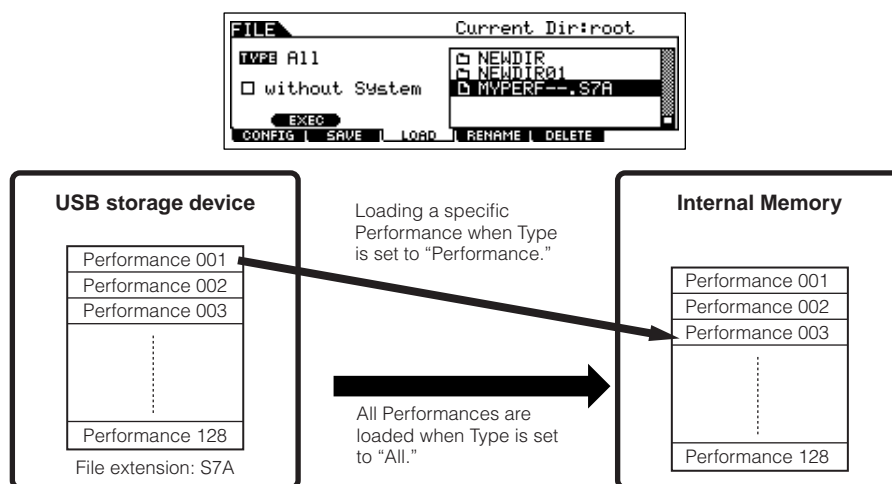 FILE Current Dir:root
TYPE All
without System
NEWDIR
NEWDIR01
MYPERF--.S7A
EXEC
CONFIG SAVE LOAD RENAME DELETE
USB storage device
Performance 001
Performance 002
Performance 003
Performance 128
File extension: S7A
Loading a specific
Performance when Type
is set to “Performance.”
All Performances are
loaded when Type is set
to “All.”
Internal Memory
Performance 001
Performance 002
Performance 003
Performance 128